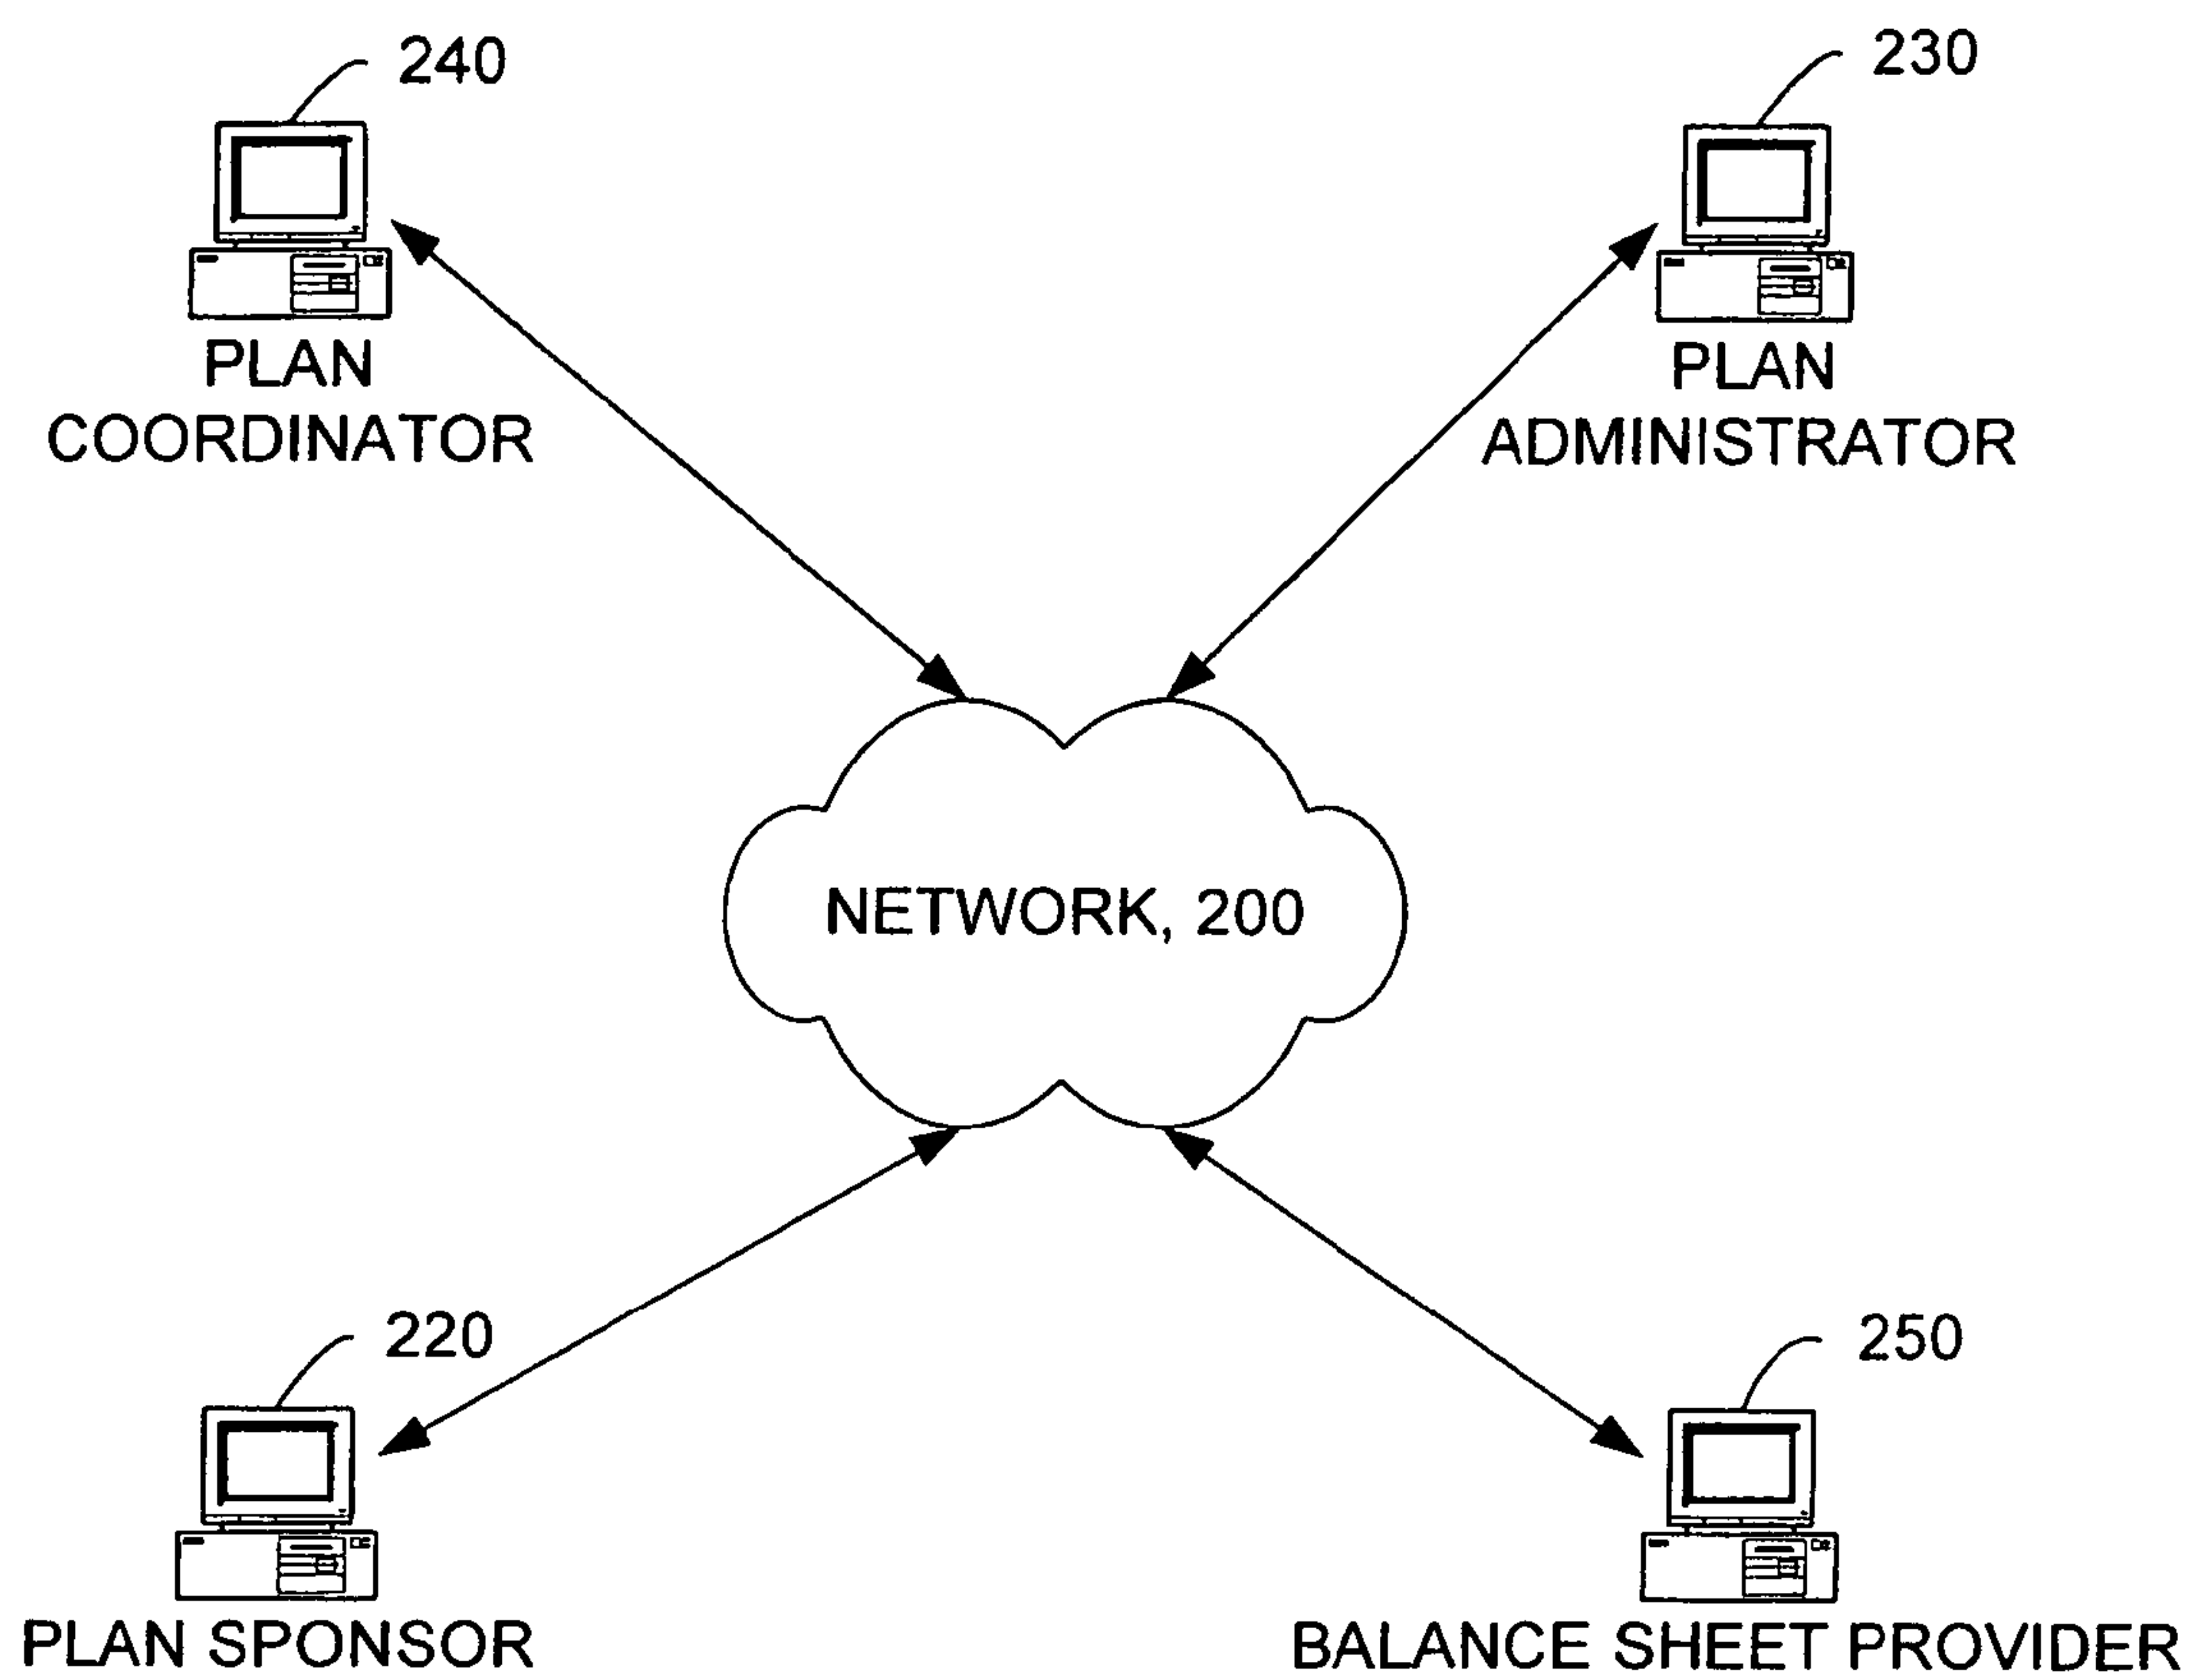 240
230
PLAN
COORDINATOR
PLAN
ADMINISTRATOR
NETWORK, 200
220
250
PLAN SPONSOR
BALANCE SHEET PROVIDER